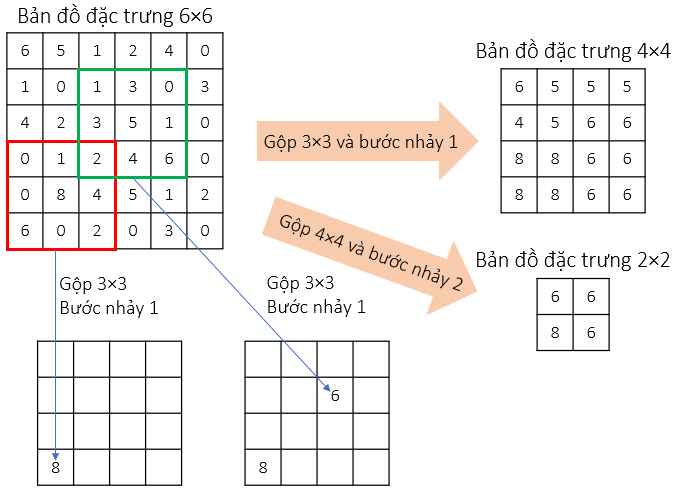 Bản đồ đặc trưng 6×6
6 5 1 2 4 0
1 0 1 3 0 3
4 2 3 5 1 0
0 1 2 4 6 0
0 8 4 5 1 2
6 0 2 0 3 0
Gộp 3×3 và bước nhảy 1
Bản đồ đặc trưng 4×4
6 5 5 5
4 5 6 6
8 8 6 6
8 8 6 6
Gộp 4×4 và bước nhảy 2
Bản đồ đặc trưng 2×2
6 6
8 6
Gộp 3×3
Bước nhảy 1
8
Gộp 3×3
Bước nhảy 1
6
8